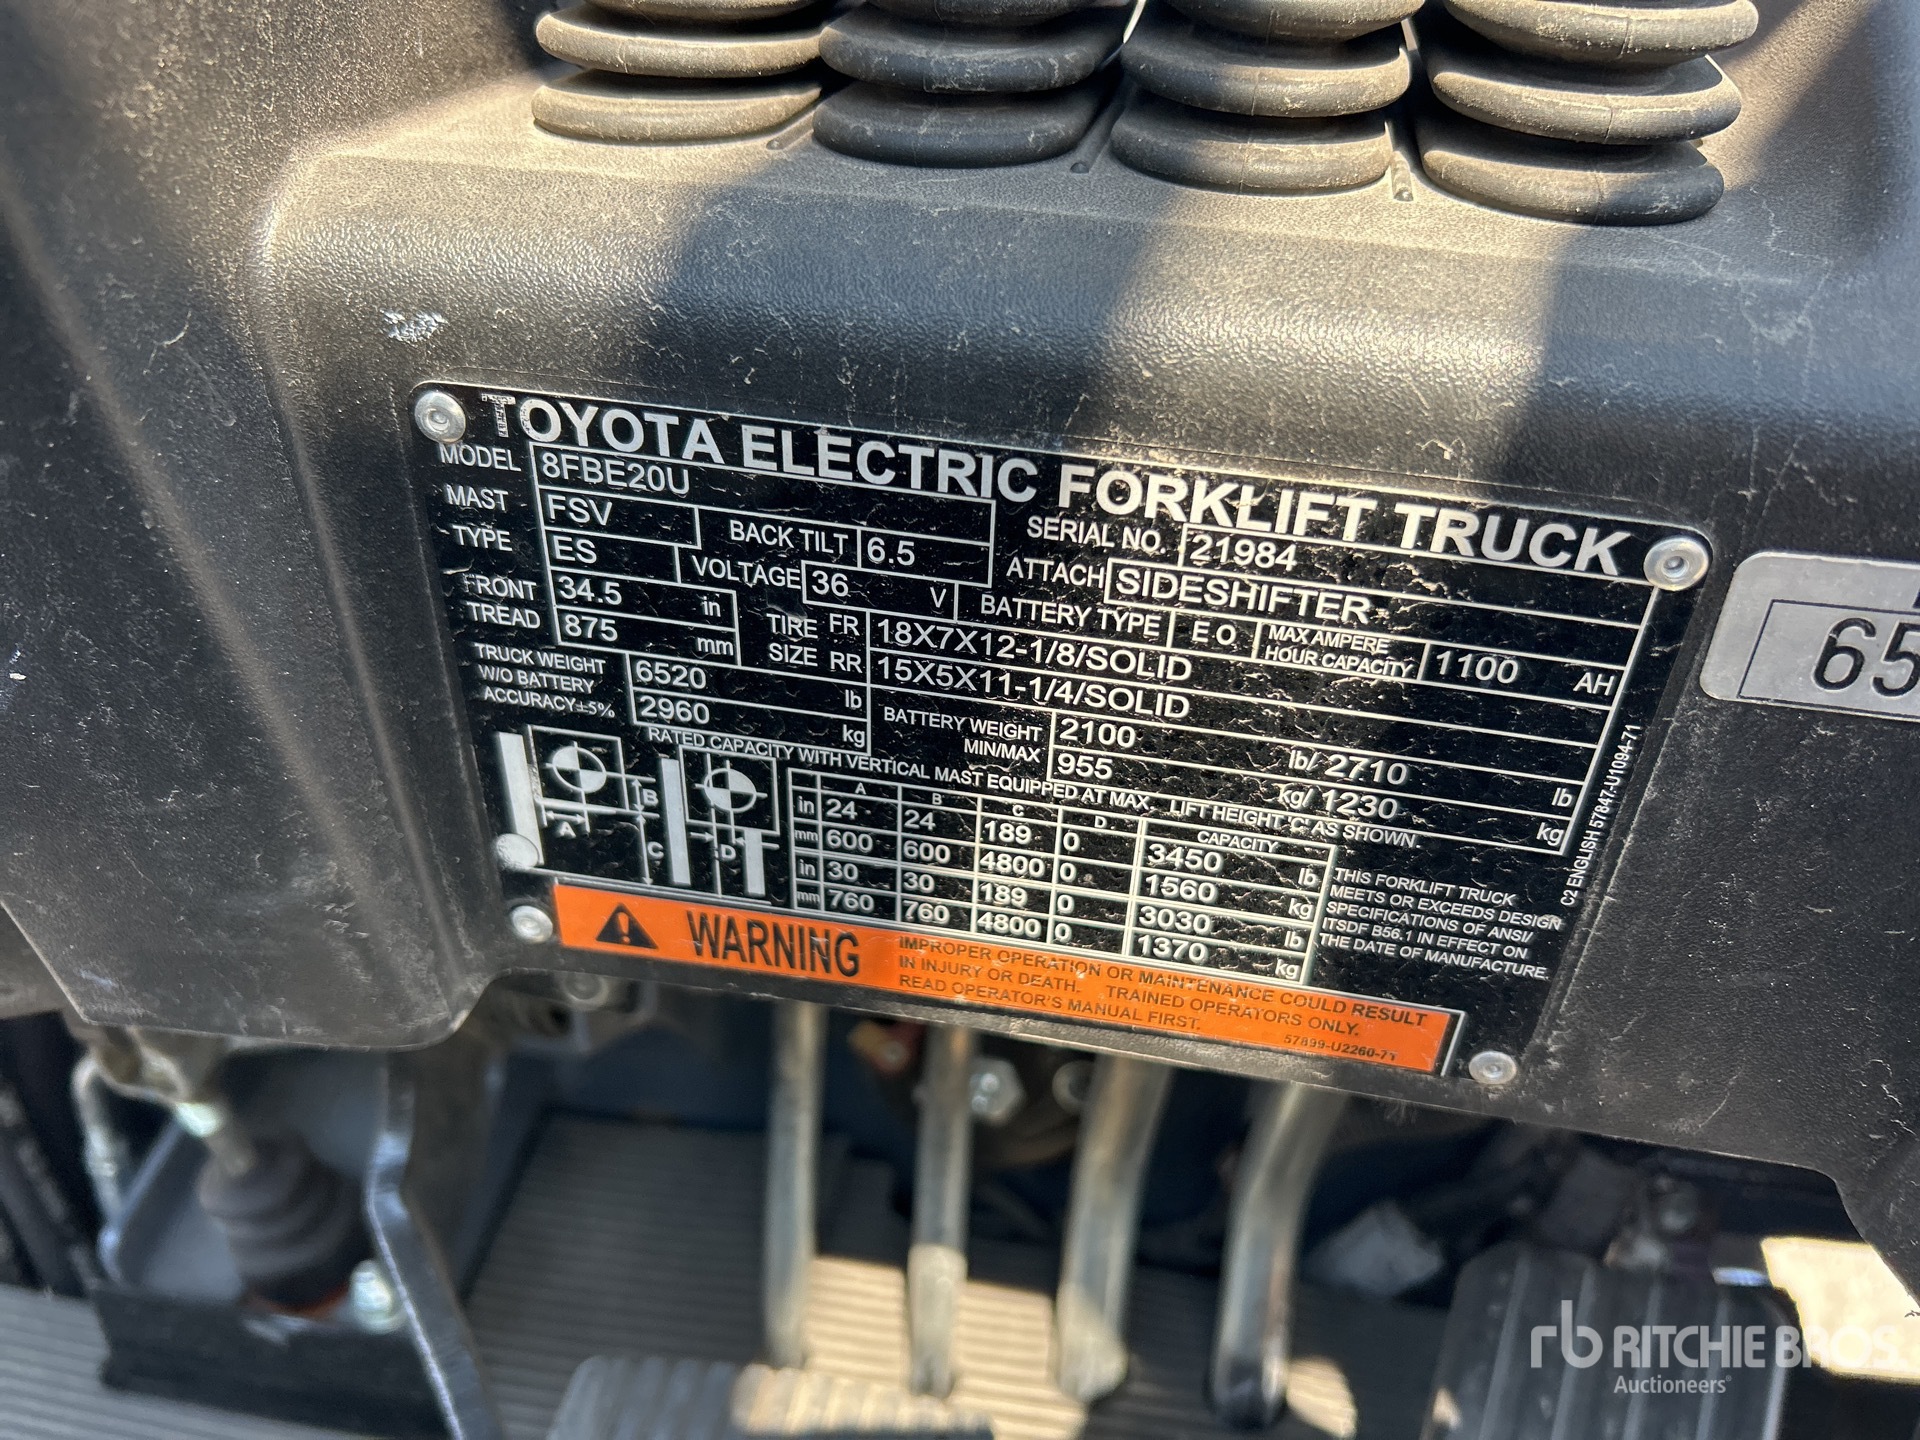 TOYOTA ELECTRIC FORKLIFT TRUCK
MODEL 8FBE20U SERIAL NO. 21984
MAST FSV BACK TILT 6.5 ATTACH SIDESHIFTER
TYPE ES VOLTAGE 36 V BATTERY TYPE E O MAX AMPERE HOUR CAPACITY 1100 AH
FRONT TREAD 34.5 in TIRE SIZE FR 18X7X12-1/8/SOLID
875 mm RR 15X5X11-1/4/SOLID
TRUCK WEIGHT 6520 lb BATTERY WEIGHT 2100 lb/ 2710 lb
W/O BATTERY
ACCURACY±5% 2960 kg MIN/MAX 955 kg/ 1230 kg
RATED CAPACITY WITH VERTICAL MAST EQUIPPED AT MAX. LIFT HEIGHT 'C' AS SHOWN.
A B C D CAPACITY
in 24 24 189 0 3450 lb
mm 600 600 4800 0 1560 kg
in 30 30 189 0 3030 lb
mm 760 760 4800 0 1370 kg
A B C D
THIS FORKLIFT TRUCK
MEETS OR EXCEEDS DESIGN
SPECIFICATIONS OF ANSI/
ITSDF B56.1 IN EFFECT ON
THE DATE OF MANUFACTURE.
C2 ENGLISH 57847-U1094-71
WARNING
IMPROPER OPERATION OR MAINTENANCE COULD RESULT
IN INJURY OR DEATH. TRAINED OPERATORS ONLY.
READ OPERATOR'S MANUAL FIRST.
57899-U2260-71
65
rb RITCHIE BROS.
Auctioneers